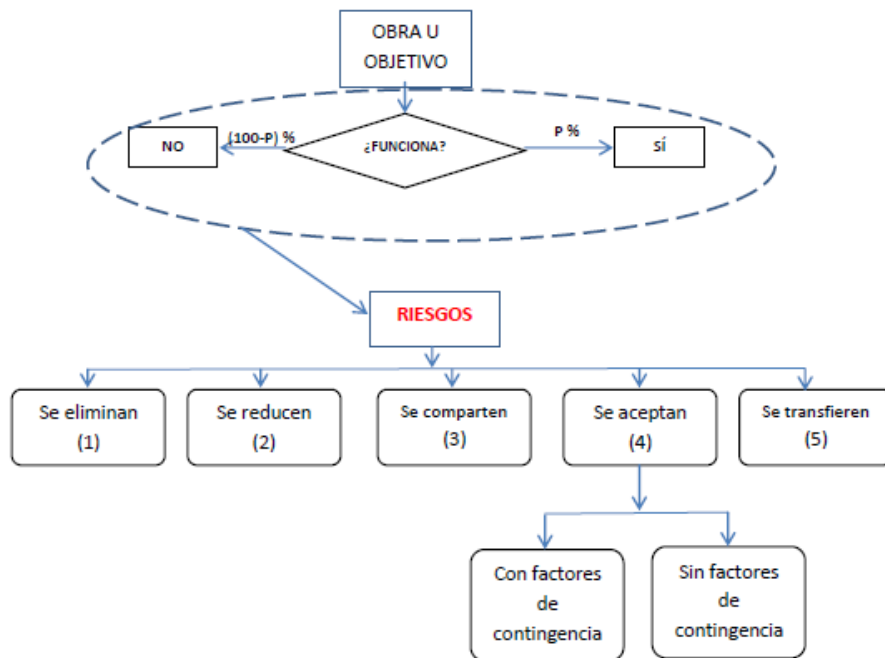 OBRA U
OBJETIVO
NO
(100-P) %
¿FUNCIONA?
P %
SÍ
RIESGOS
Se eliminan
(1)
Se reducen
(2)
Se comparten
(3)
Se aceptan
(4)
Se transfieren
(5)
Con factores
de
contingencia
Sin factores
de
contingencia